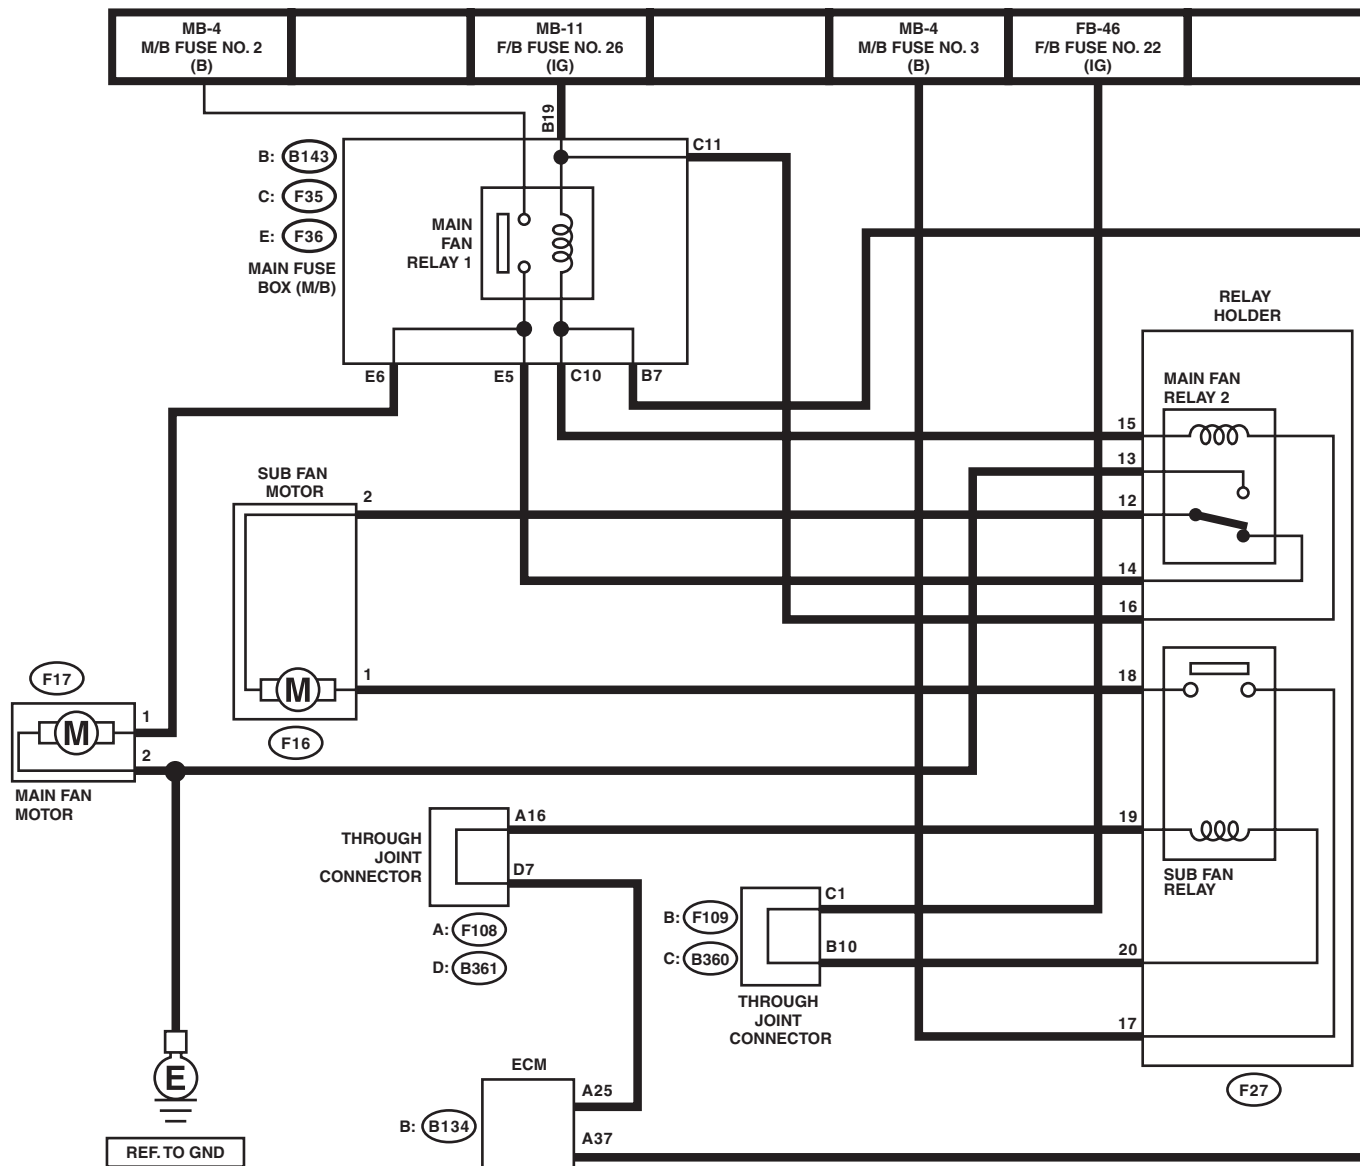 MB-4
M/B FUSE NO. 2
(B)
MB-11
F/B FUSE NO. 26
(IG)
MB-4
M/B FUSE NO. 3
(B)
FB-46
F/B FUSE NO. 22
(IG)
B19
C11
B: B143
C: F35
E: F36
MAIN FUSE
BOX (M/B)
MAIN
FAN
RELAY 1
E6
E5
C10
B7
RELAY
HOLDER
MAIN FAN
RELAY 2
15
13
12
14
16
18
19
20
17
SUB FAN
MOTOR
2
1
M
F16
F17
M
1
2
MAIN FAN
MOTOR
THROUGH
JOINT
CONNECTOR
A16
D7
A: F108
D: B361
SUB FAN
RELAY
B: F109
C: B360
C1
B10
THROUGH
JOINT
CONNECTOR
F27
E
REF. TO GND
ECM
B: B134
A25
A37